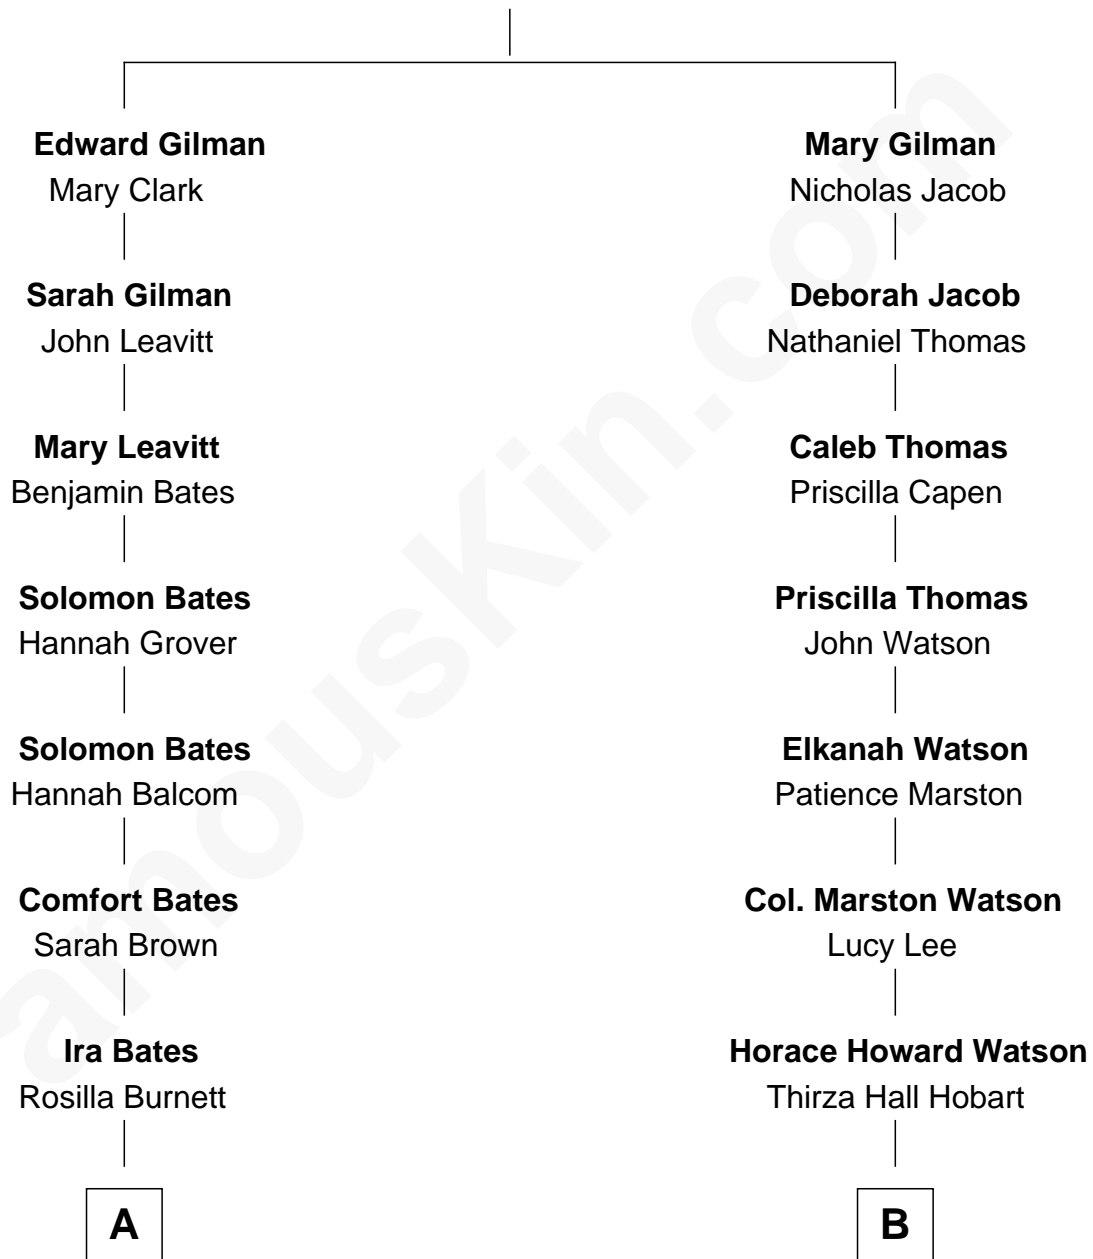 Edward Gilman
Mary Clark
Sarah Gilman
John Leavitt
Mary Leavitt
Benjamin Bates
Solomon Bates
Hannah Grover
Solomon Bates
Hannah Balcom
Comfort Bates
Sarah Brown
Ira Bates
Rosilla Burnett
A
Mary Gilman
Nicholas Jacob
Deborah Jacob
Nathaniel Thomas
Caleb Thomas
Priscilla Capen
Priscilla Thomas
John Watson
Elkanah Watson
Patience Marston
Col. Marston Watson
Lucy Lee
Horace Howard Watson
Thirza Hall Hobart
B
amouskin.com